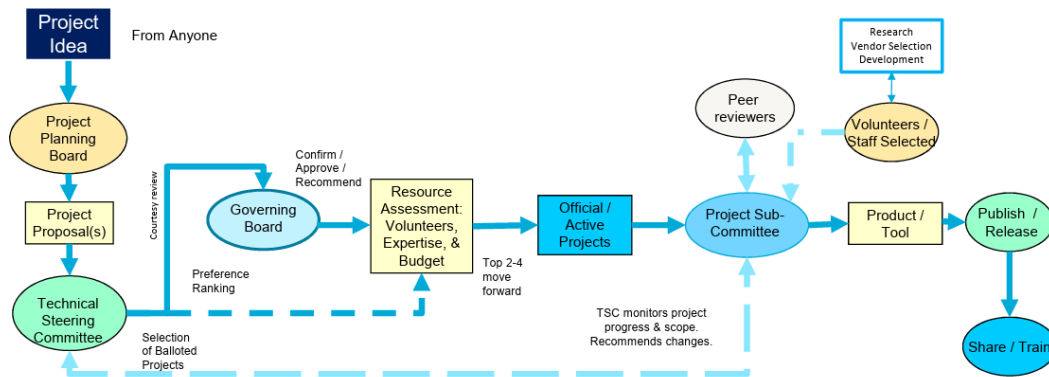 Project
Idea
From Anyone
Project
Planning
Board
Project
Proposal(s)
Technical
Steering
Committee
Courtesy review
Selection
of Balloted
Projects
Preference
Ranking
Governing
Board
Confirm /
Approve /
Recommend
Resource
Assessment:
Volunteers,
Expertise, &
Budget
Top 2-4
move
forward
Official /
Active
Projects
Peer
reviewers
Project Sub-
Committee
TSC monitors project
progress & scope.
Recommends changes.
Research
Vendor Selection
Development
Volunteers /
Staff Selected
Product /
Tool
Publish /
Release
Share / Train